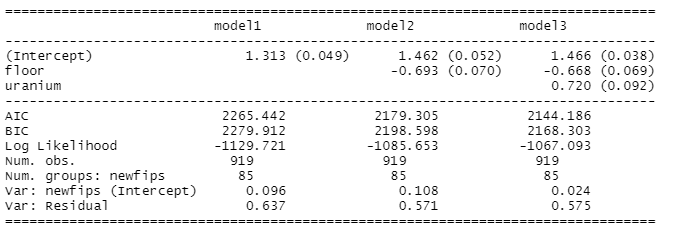 =====================================================================================
model1 model2 model3
-------------------------------------------------------------------------------------
(Intercept) 1.313 (0.049) 1.462 (0.052) 1.466 (0.038)
floor -0.693 (0.070) -0.668 (0.069)
uranium 0.720 (0.092)
-------------------------------------------------------------------------------------
AIC 2265.442 2179.305 2144.186
BIC 2279.912 2198.598 2168.303
Log Likelihood -1129.721 -1085.653 -1067.093
Num. obs. 919 919 919
Num. groups: newfips 85 85 85
Var: newfips (Intercept) 0.096 0.108 0.024
Var: Residual 0.637 0.571 0.575
=====================================================================================